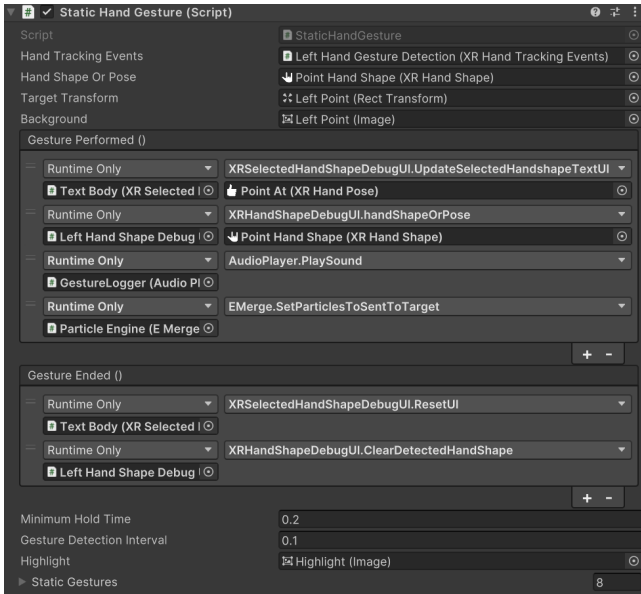 Static Hand Gesture (Script)
Script StaticHandGesture
Hand Tracking Events Left Hand Gesture Detection (XR Hand Tracking Events)
Hand Shape Or Pose Point Hand Shape (XR Hand Shape)
Target Transform Left Point (Rect Transform)
Background Left Point (Image)
Gesture Performed ()
Runtime Only XRSelectedHandShapeDebugUI.UpdateSelectedHandshapeTextUI
Text Body (XR Selected Point At (XR Hand Pose)
Runtime Only XRHandShapeDebugUI.handShapeOrPose
Left Hand Shape Debug Point Hand Shape (XR Hand Shape)
Runtime Only AudioPlayer.PlaySound
GestureLogger (Audio Pl
Runtime Only EMerge.SetParticlesToSentToTarget
Particle Engine (E Merge
+ -
Gesture Ended ()
Runtime Only XRSelectedHandShapeDebugUI.ResetUI
Text Body (XR Selected
Runtime Only XRHandShapeDebugUI.ClearDetectedHandShape
Left Hand Shape Debug
+ -
Minimum Hold Time 0.2
Gesture Detection Interval 0.1
Highlight Highlight (Image)
Static Gestures 8